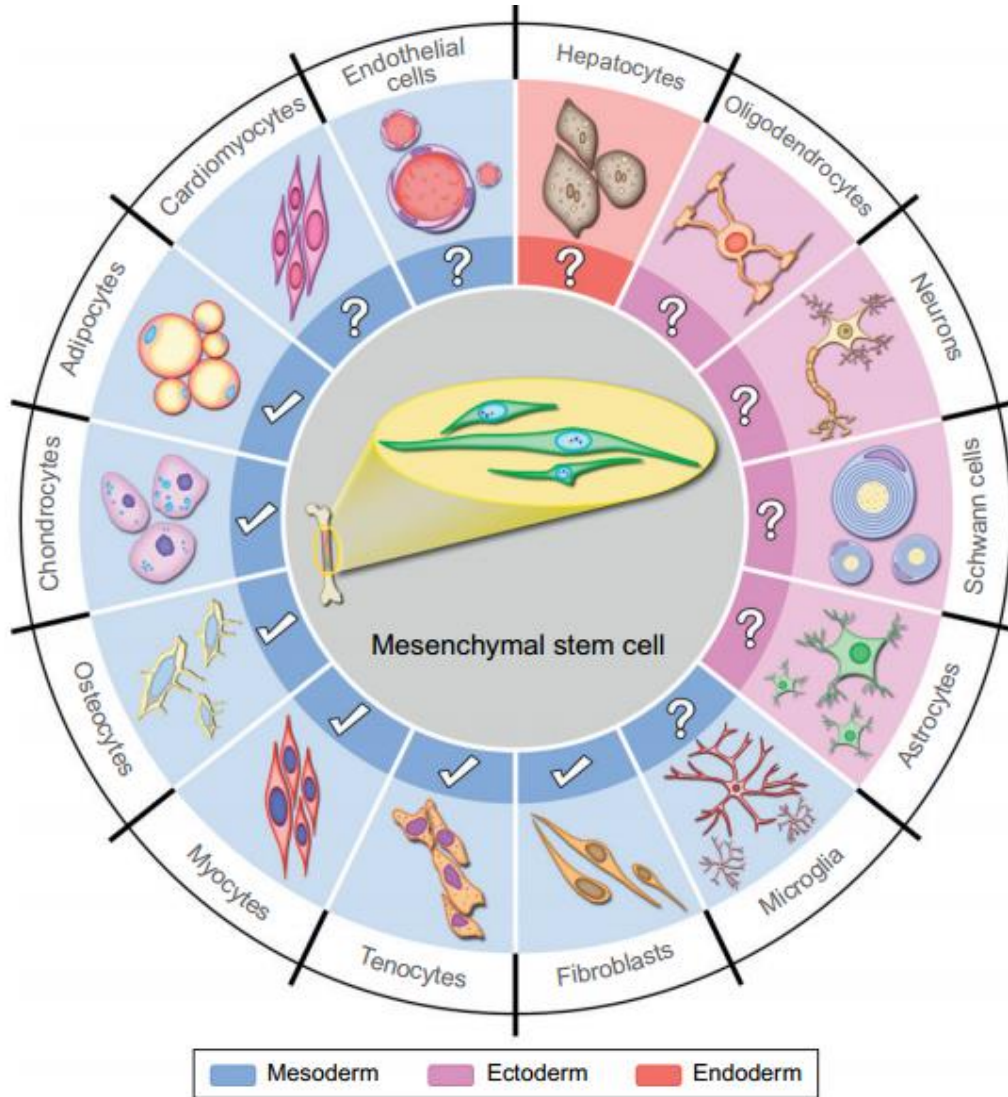 Endothelial
cells
Hepatocytes
Oligodendrocytes
Neurons
Schwann cells
Astrocytes
Microglia
Fibroblasts
Tenocytes
Myocytes
Osteocytes
Chondrocytes
Adipocytes
Cardiomyocytes
? ? ? ? ? ? ? ? ?
Mesenchymal stem cell
Mesoderm Ectoderm Endoderm